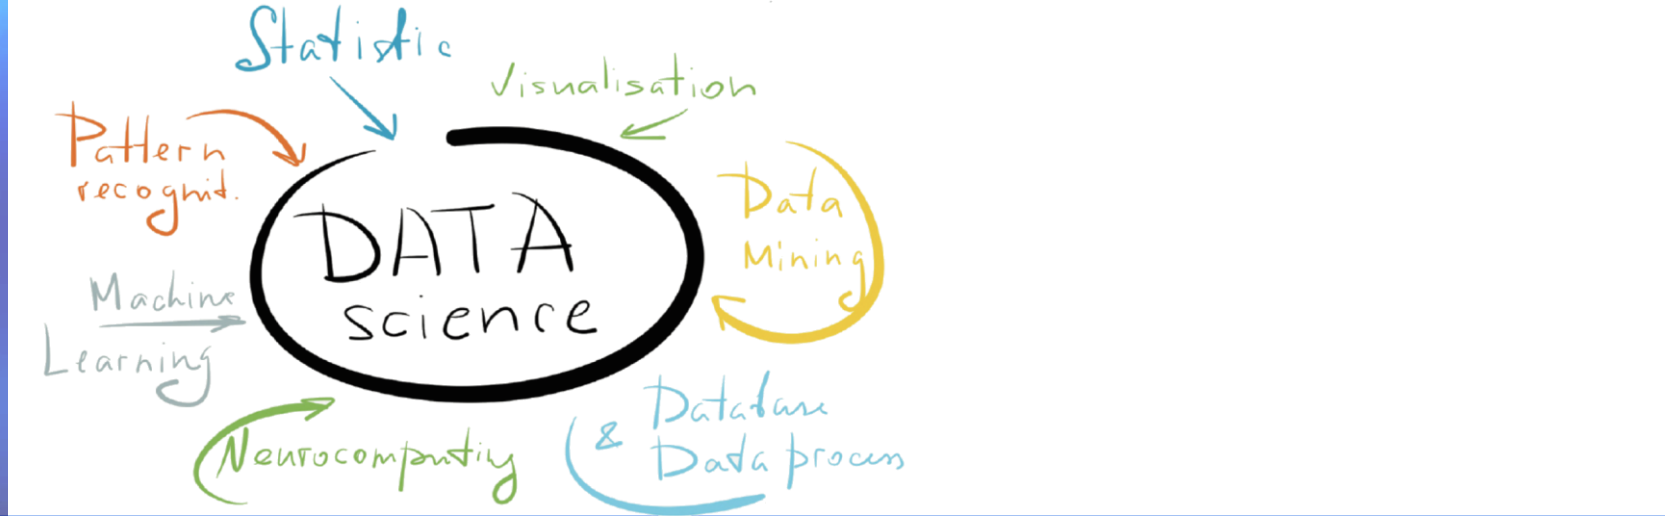 Statistic
Visualisation
Pattern
recognit.
Data
Mining
DATA
science
Machine
Learning
Database
& Data process
Neurocomputing